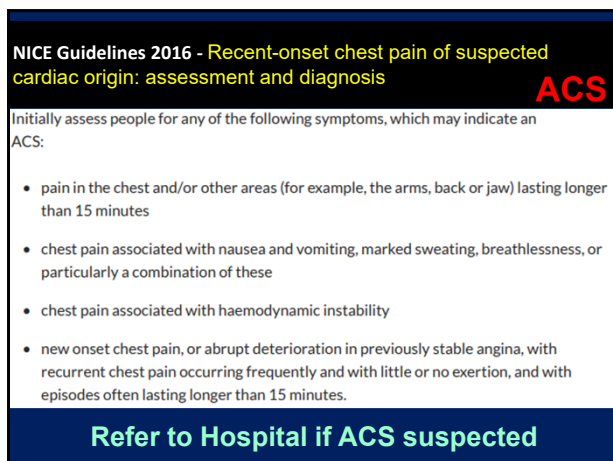 NICE Guidelines 2016 - Recent-onset chest pain of suspected
cardiac origin: assessment and diagnosis
ACS
Initially assess people for any of the following symptoms, which may indicate an
ACS:
• pain in the chest and/or other areas (for example, the arms, back or jaw) lasting longer
than 15 minutes
• chest pain associated with nausea and vomiting, marked sweating, breathlessness, or
particularly a combination of these
• chest pain associated with haemodynamic instability
• new onset chest pain, or abrupt deterioration in previously stable angina, with
recurrent chest pain occurring frequently and with little or no exertion, and with
episodes often lasting longer than 15 minutes.
Refer to Hospital if ACS suspected